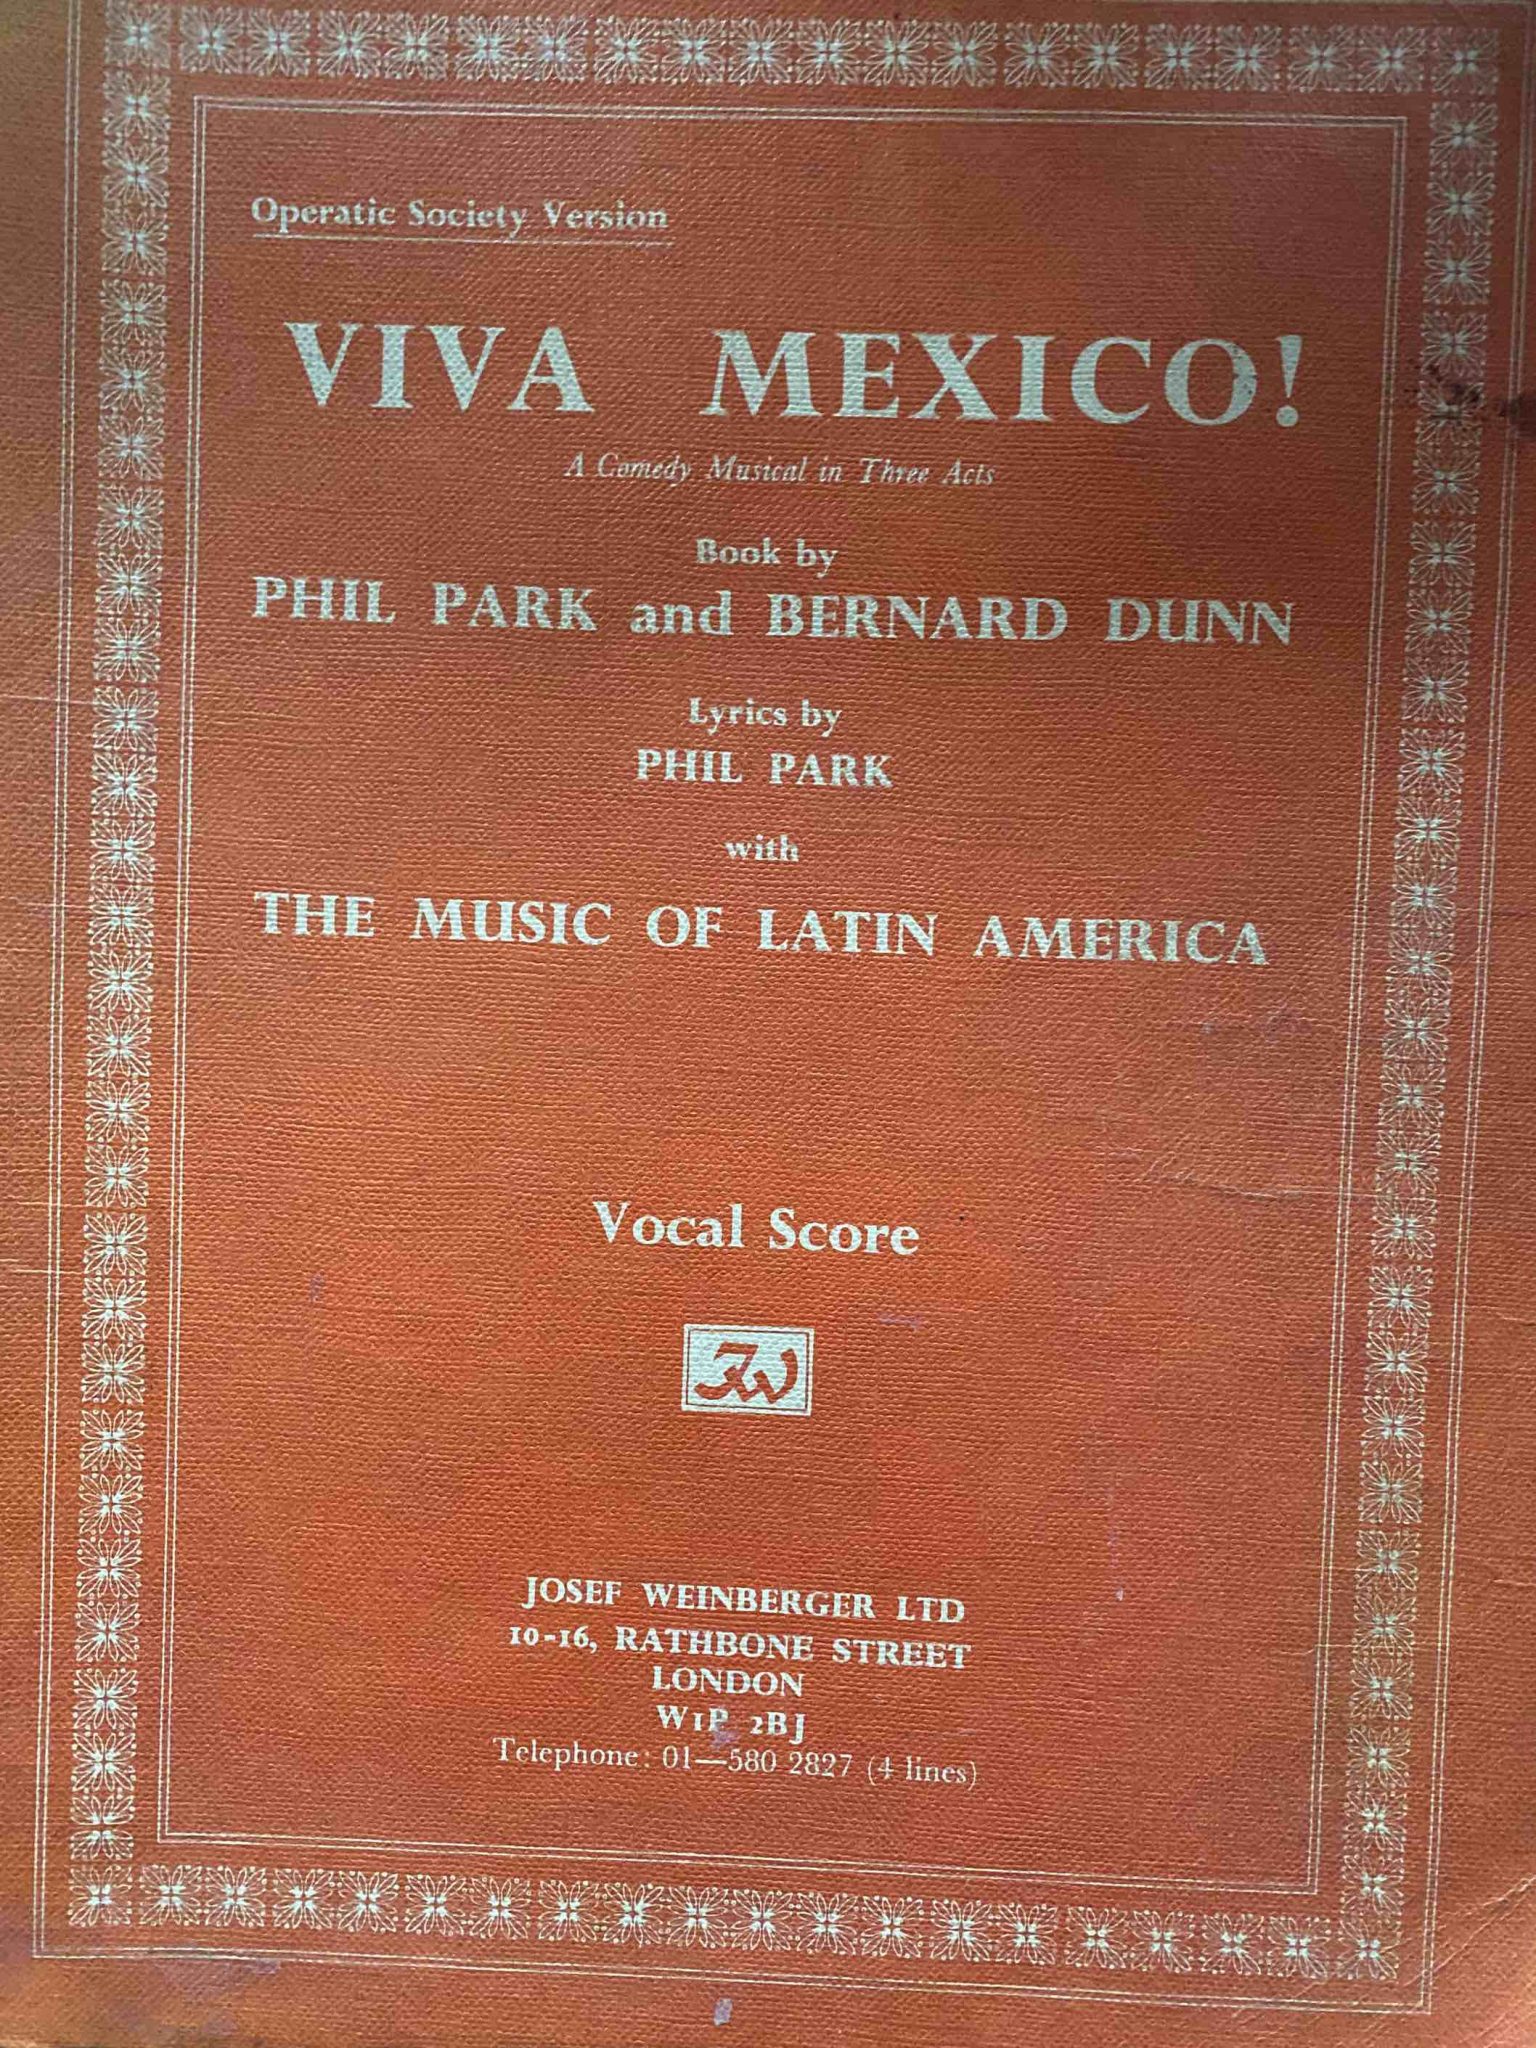 Operatic Society Version
VIVA MEXICO!
A Comedy Musical in Three Acts
Book by
PHIL PARK and BERNARD DUNN
Lyrics by
PHIL PARK
with
THE MUSIC OF LATIN AMERICA
Vocal Score
JW
JOSEF WEINBERGER LTD
10-16, RATHBONE STREET
LONDON
W1P 2BJ
Telephone: 01—580 2827 (4 lines)